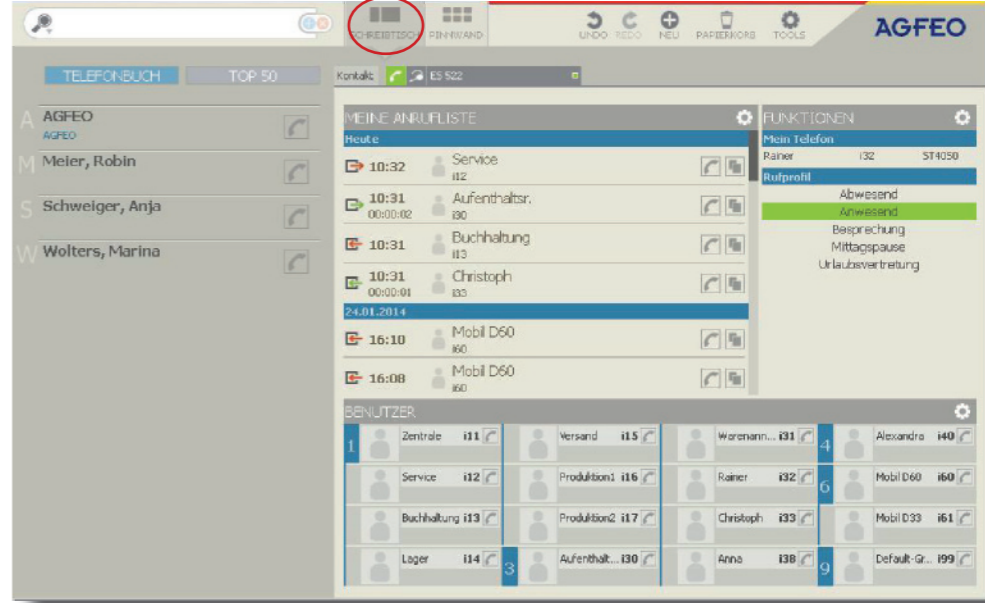 SCHREIBTISCH PINNWAND
UNDO REDO NEU PAPIERKORB TOOLS
AGFEO
TELEFONBUCH TOP 50
Kontakt: ES 522
A AGFEO
AGFEO
M Meier, Robin
S Schweiger, Anja
W Wolters, Marina
MEINE ANRUFLISTE
Heute
10:32 Service
i12
10:31 Aufenthaltsr.
00:00:02 i30
10:31 Buchhaltung
i13
10:31 Christoph
00:00:01 i33
24.01.2014
16:10 Mobil D60
i60
16:08 Mobil D60
i60
FUNKTIONEN
Mein Telefon
Rainer i32 ST4050
Rufprofil
Abwesend
Anwesend
Besprechung
Mittagspause
Urlaubsvertretung
BENUTZER
1 Zentrale i11 Versand i15 Warenann... i31 4 Alexandra i40
Service i12 Produktion1 i16 Rainer i32 6 Mobil D60 i60
Buchhaltung i13 Produktion2 i17 Christoph i33 Mobil D33 i61
Lager i14 3 Aufenthalt... i30 Anna i38 9 Default-Gr... i99